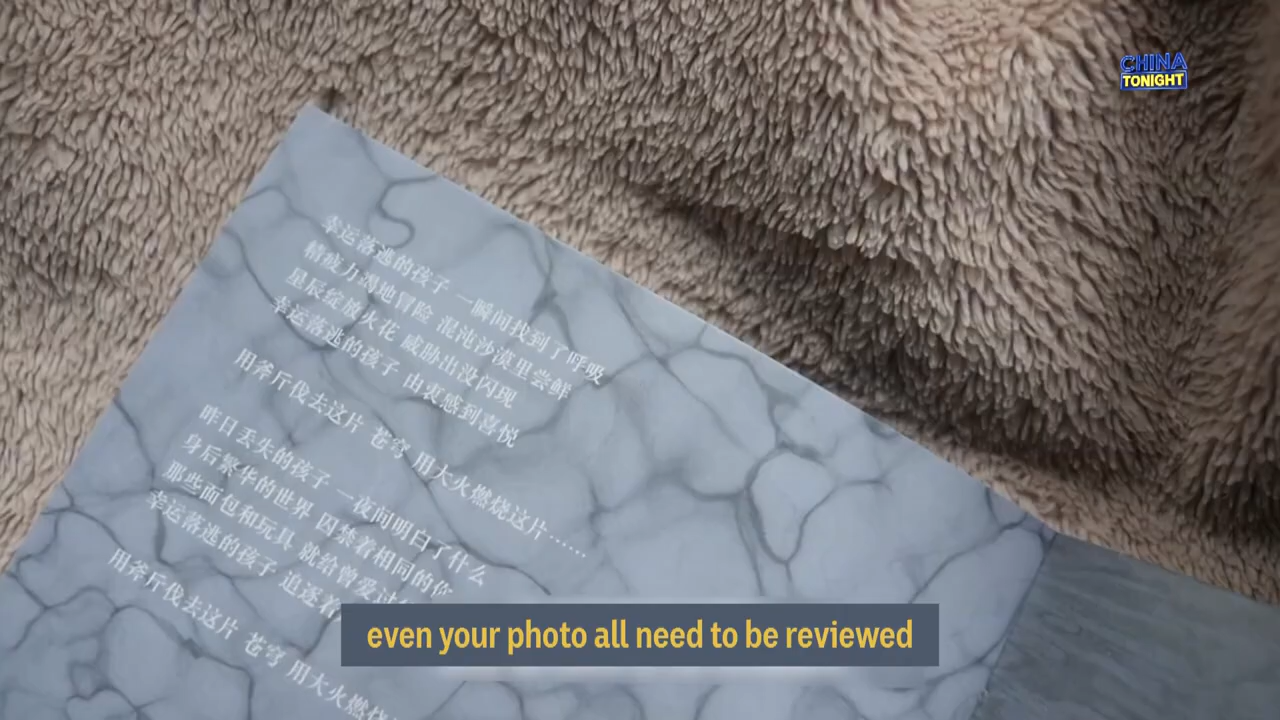 CHINA
TONIGHT
幸运落逃的孩子 一瞬间找到了呼吸
精疲力竭地冒险 混沌沙漠里尝鲜
星辰绽放火花 威胁出没闪现
幸运落逃的孩子 由衷感到喜悦
用斧斤伐去这片 苍穹 用大火燃烧这片……
昨日丢失的孩子 一夜间明白了什么
身后繁华的世界 囚禁着相同的
那些面包和玩具 就给曾爱过
幸运落逃的孩子 追逐着
用斧斤伐去这片 苍穹 用大火燃烧
even your photo all need to be reviewed